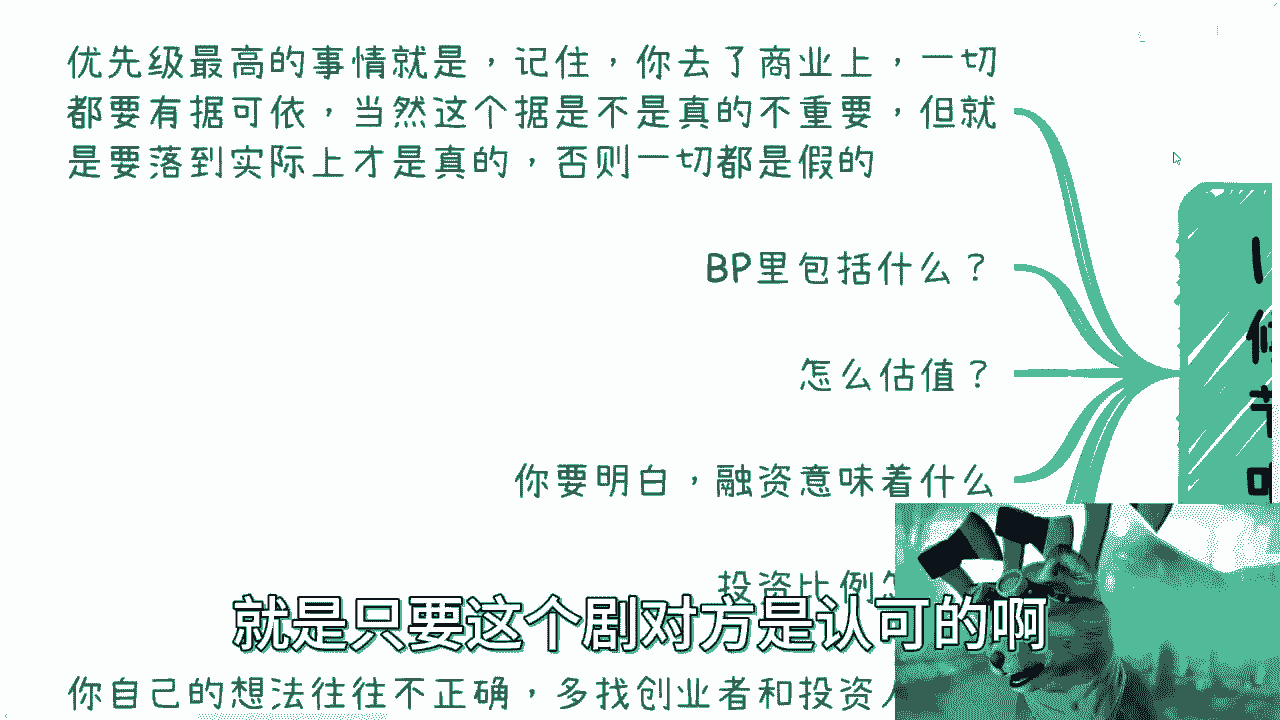 优先级最高的事情就是，记住，你去了商业上，一切
都要有据可依，当然这个据是不是真的不重要，但就
是要落到实际上才是真的，否则一切都是假的
BP里包括什么？
怎么估值？
你要明白，融资意味着什么
投资比例
就是只要这个剧对方是认可的啊
你自己的想法往往不正确，多找创业者和投资